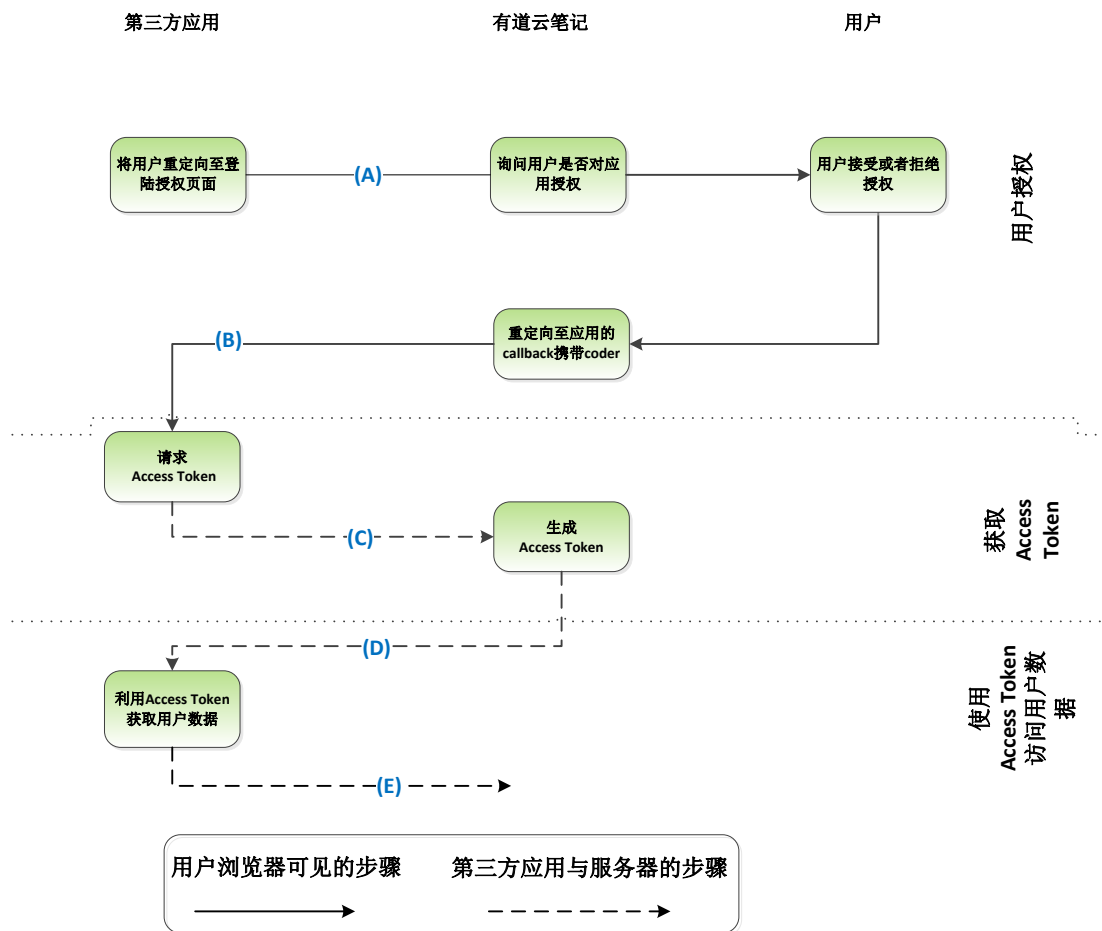 第三方应用
有道云笔记
用户
将用户重定向至登
陆授权页面
(A)
询问用户是否对应
用授权
用户接受或者拒绝
授权
用户授权
(B)
重定向至应用的
callback携带coder
请求
Access Token
(C)
生成
Access Token
获取
Access
Token
(D)
利用Access Token
获取用户数据
使用
Access Token
访问用户数
据
(E)
用户浏览器可见的步骤
第三方应用与服务器的步骤